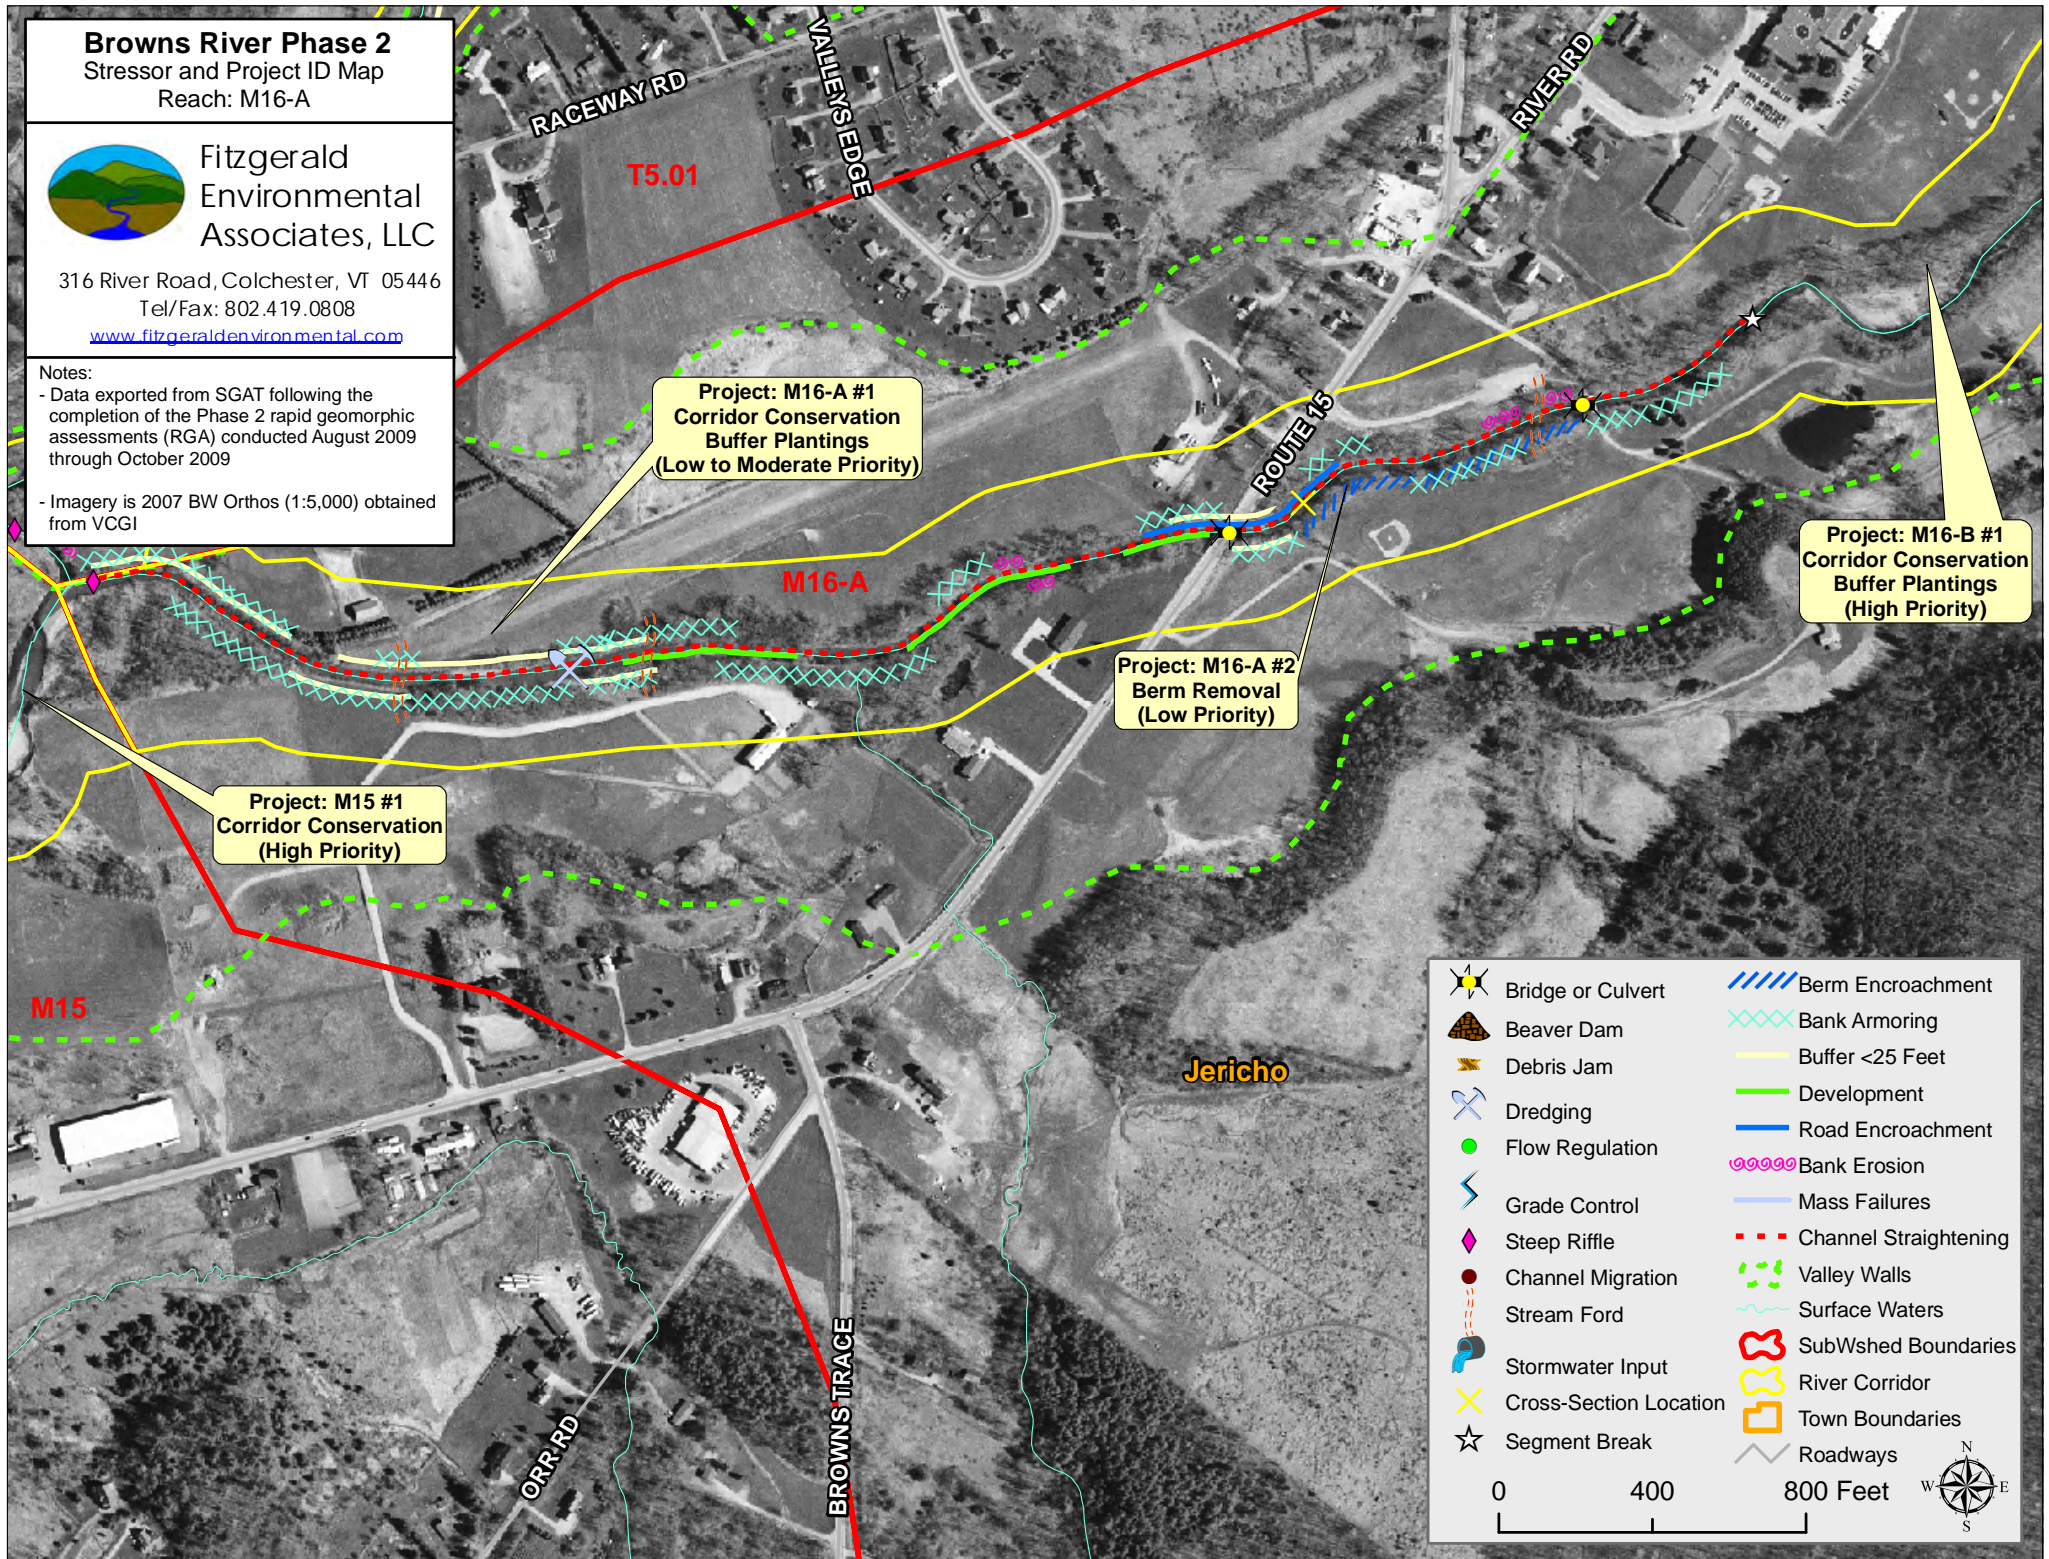 Browns River Phase 2
Stressor and Project ID Map
Reach: M16-A
Fitzgerald
Environmental
Associates, LLC
316 River Road, Colchester, VT 05446
Tel/Fax: 802.419.0808
www.fitzgeraldenvironmental.com
Notes:
- Data exported from SGAT following the
completion of the Phase 2 rapid geomorphic
assessments (RGA) conducted August 2009
through October 2009
- Imagery is 2007 BW Orthos (1:5,000) obtained
from VCGI
RACEWAY RD
VALLEYS EDGE
RIVER RD
T5.01
Project: M16-A #1
Corridor Conservation
Buffer Plantings
(Low to Moderate Priority)
ROUTE 15
M16-A
Project: M16-B #1
Corridor Conservation
Buffer Plantings
(High Priority)
Project: M16-A #2
Berm Removal
(Low Priority)
Project: M15 #1
Corridor Conservation
(High Priority)
M15
Jericho
ORR RD
BROWNS TRACE
Bridge or Culvert
Beaver Dam
Debris Jam
Dredging
Flow Regulation
Grade Control
Steep Riffle
Channel Migration
Stream Ford
Stormwater Input
Cross-Section Location
Segment Break
Berm Encroachment
Bank Armoring
Buffer <25 Feet
Development
Road Encroachment
Bank Erosion
Mass Failures
Channel Straightening
Valley Walls
Surface Waters
SubWshed Boundaries
River Corridor
Town Boundaries
Roadways
0 400 800 Feet
N
W E
S